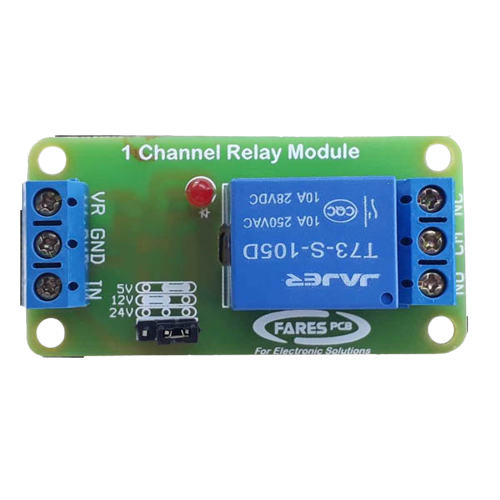 1 Channel Relay Module
VR
GND
IN
5V
12V
24V
10A 28VDC
10A 250VAC
CQC
T73-S-105D
JAJER
NC
CM
NO
FARES PCB
For Electronic Solutions